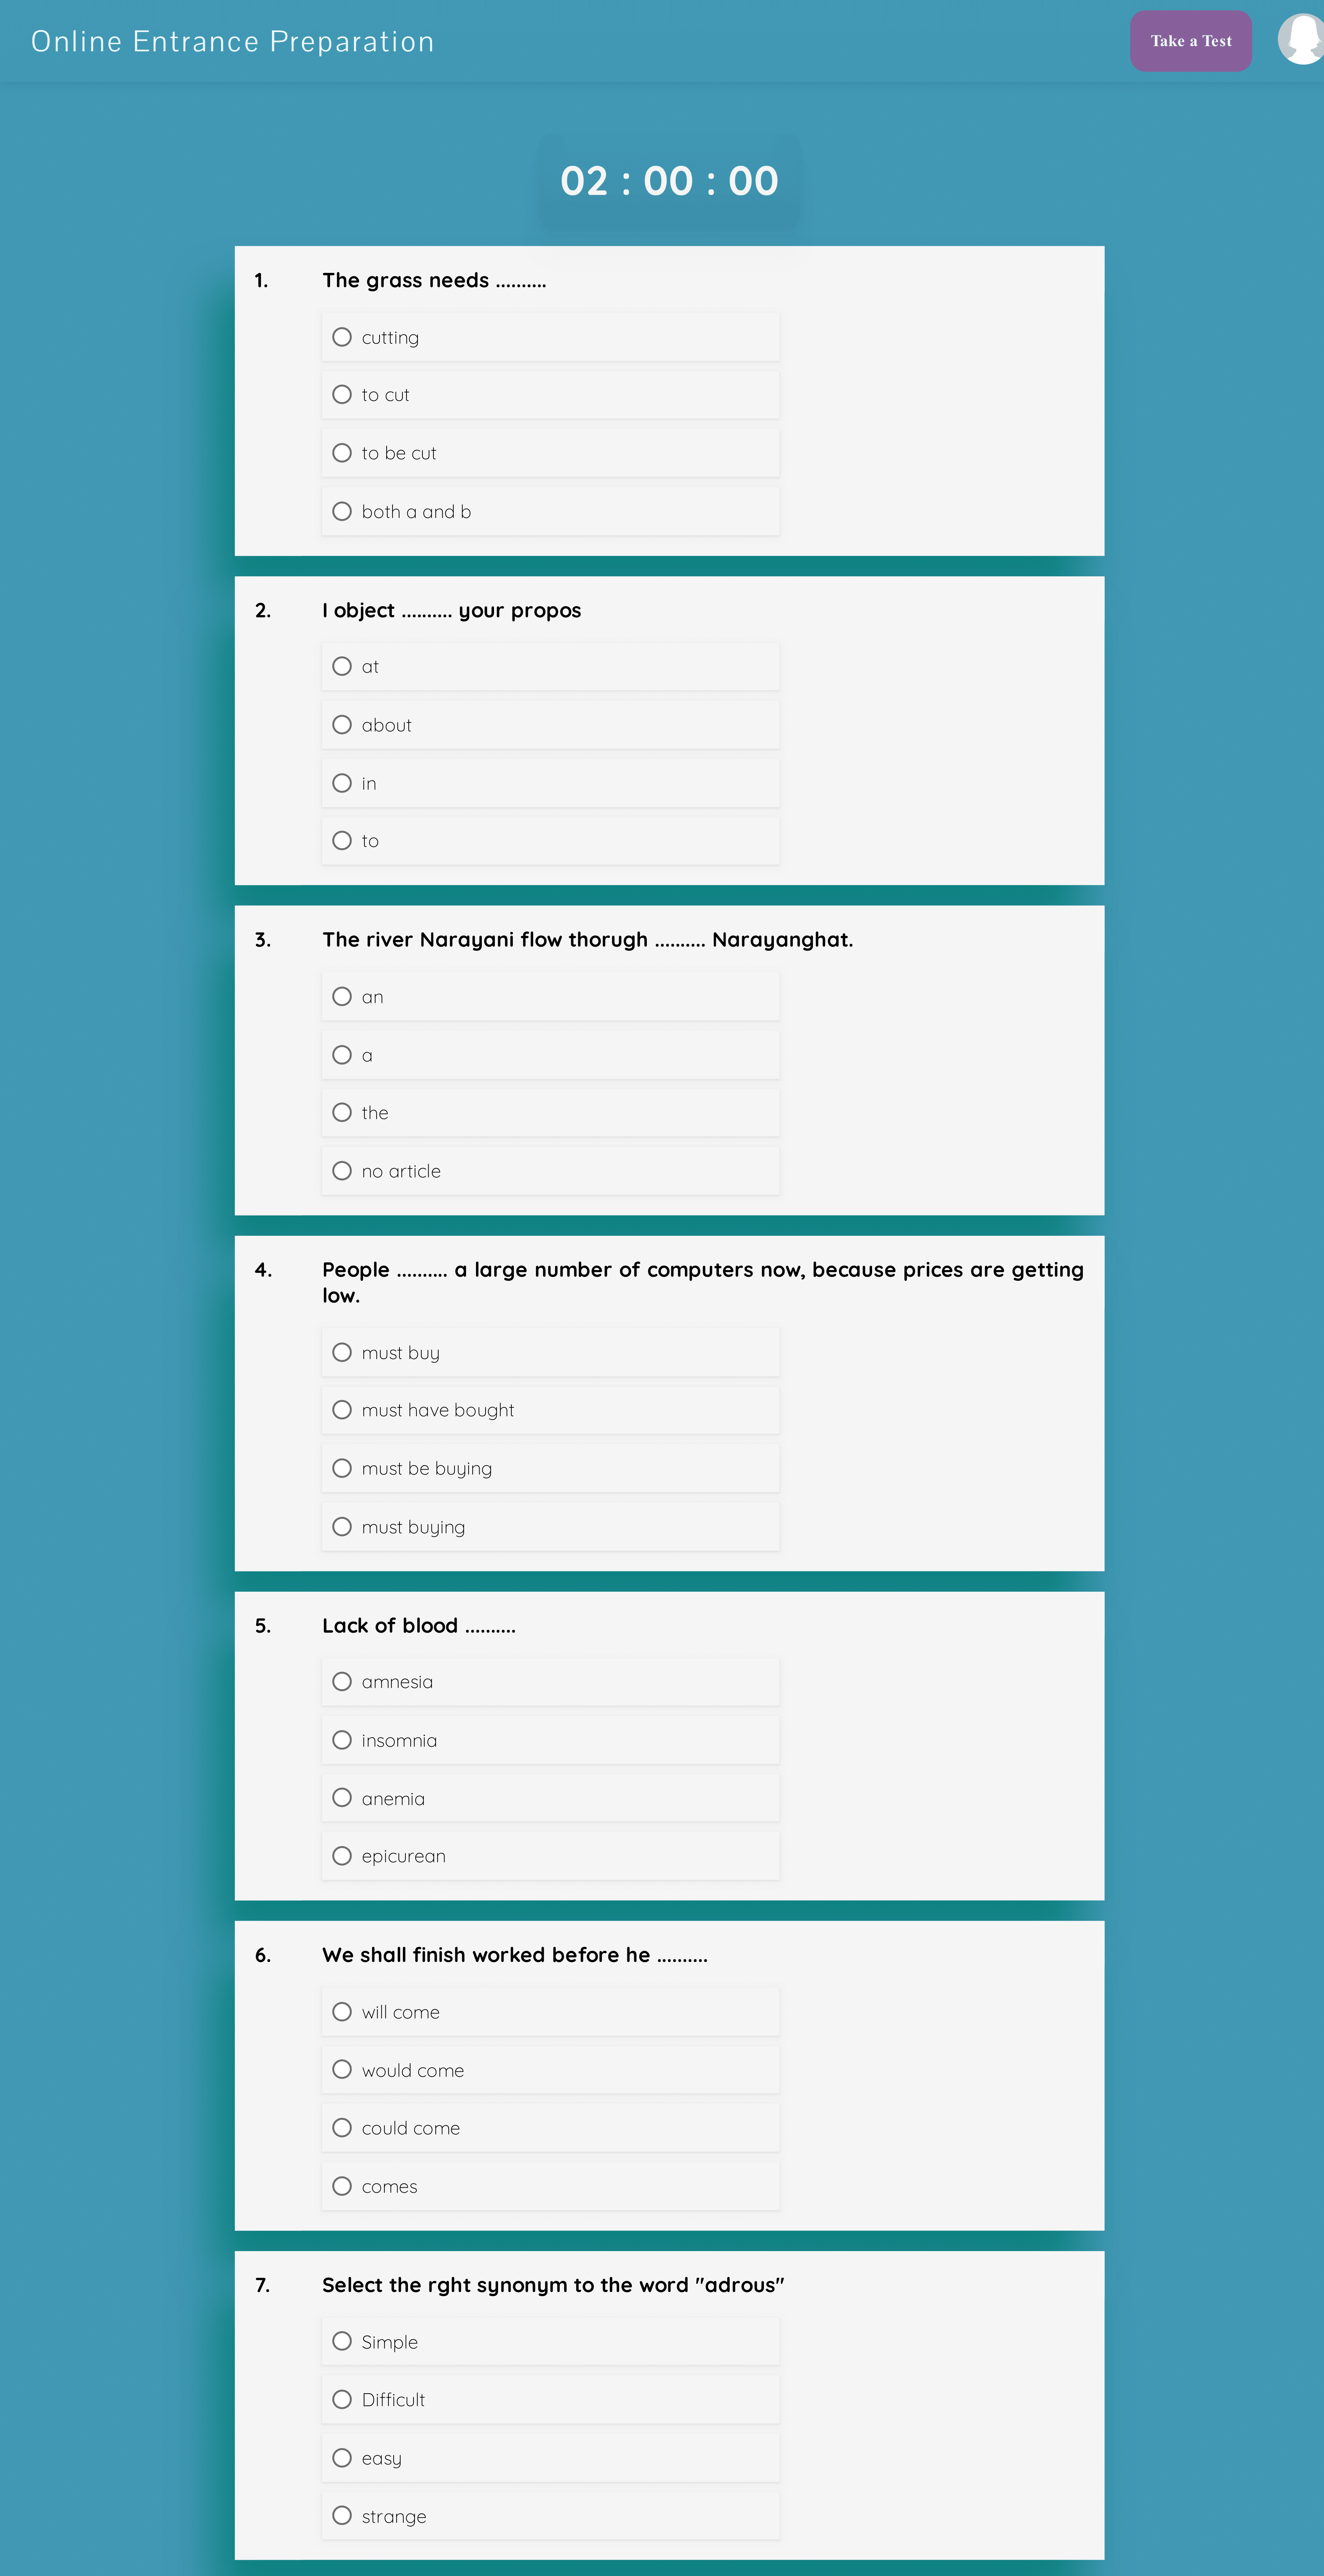 Online Entrance Preparation
Take a Test
02 : 00 : 00
1. The grass needs ..........
cutting
to cut
to be cut
both a and b
2. I object .......... your propos
at
about
in
to
3. The river Narayani flow thorugh .......... Narayanghat.
an
a
the
no article
4. People .......... a large number of computers now, because prices are getting
low.
must buy
must have bought
must be buying
must buying
5. Lack of blood ..........
amnesia
insomnia
anemia
epicurean
6. We shall finish worked before he ..........
will come
would come
could come
comes
7. Select the rght synonym to the word "adrous"
Simple
Difficult
easy
strange